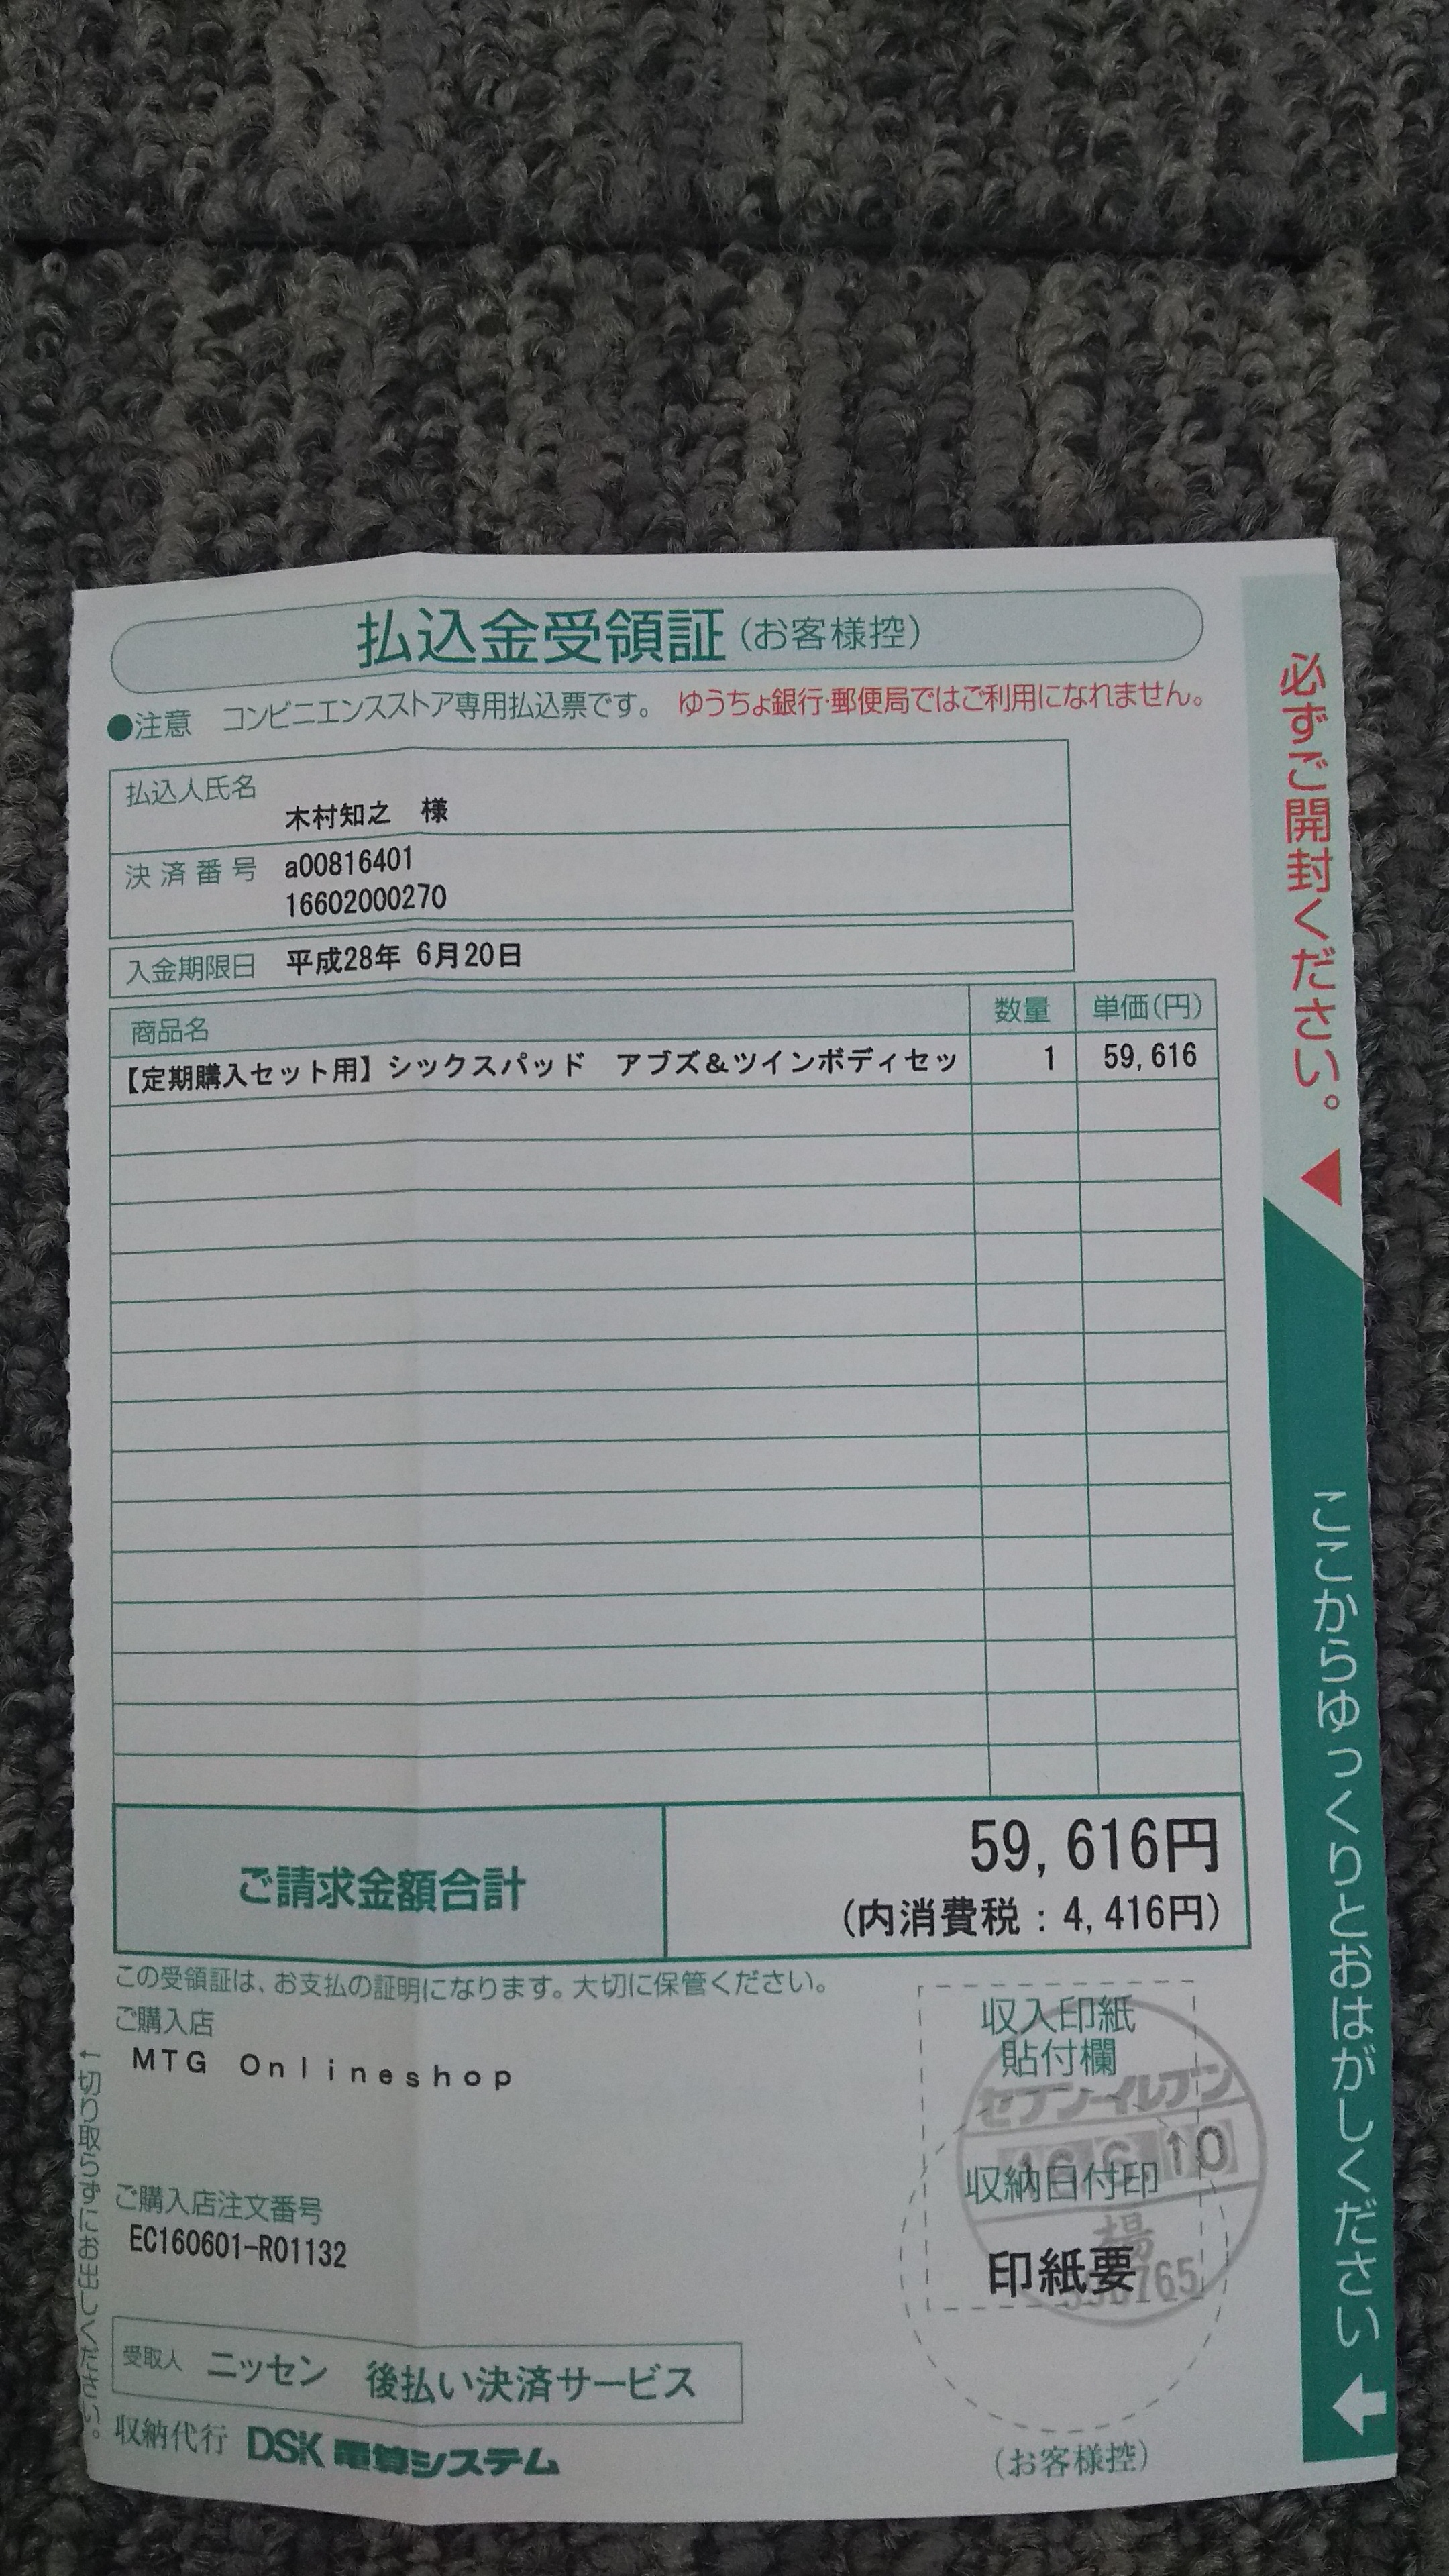 払込金受領証(お客様控)
●注意 コンビニエンスストア専用払込票です。 ゆうちょ銀行・郵便局ではご利用になれません。
払込人氏名
木村知之 様
決済番号 a00816401
16602000270
入金期限日 平成28年 6月20日
商品名 数量 単価(円)
【定期購入セット用】シックスパッド アブズ&ツインボディセッ 1 59,616
ご請求金額合計 59,616円
(内消費税:4,416円)
この受領証は、お支払の証明になります。大切に保管ください。
ご購入店
MTG Onlineshop
ご購入店注文番号
EC160601-R01132
受取人 ニッセン 後払い決済サービス
収納代行 DSK 電算システム
収入印紙
貼付欄
セブン-イレブン
16.6.10
収納日付印
楊
印紙要
(お客様控)
↑切り取らずにお出しください。
必ずご開封ください。
ここからゆっくりとおはがしください